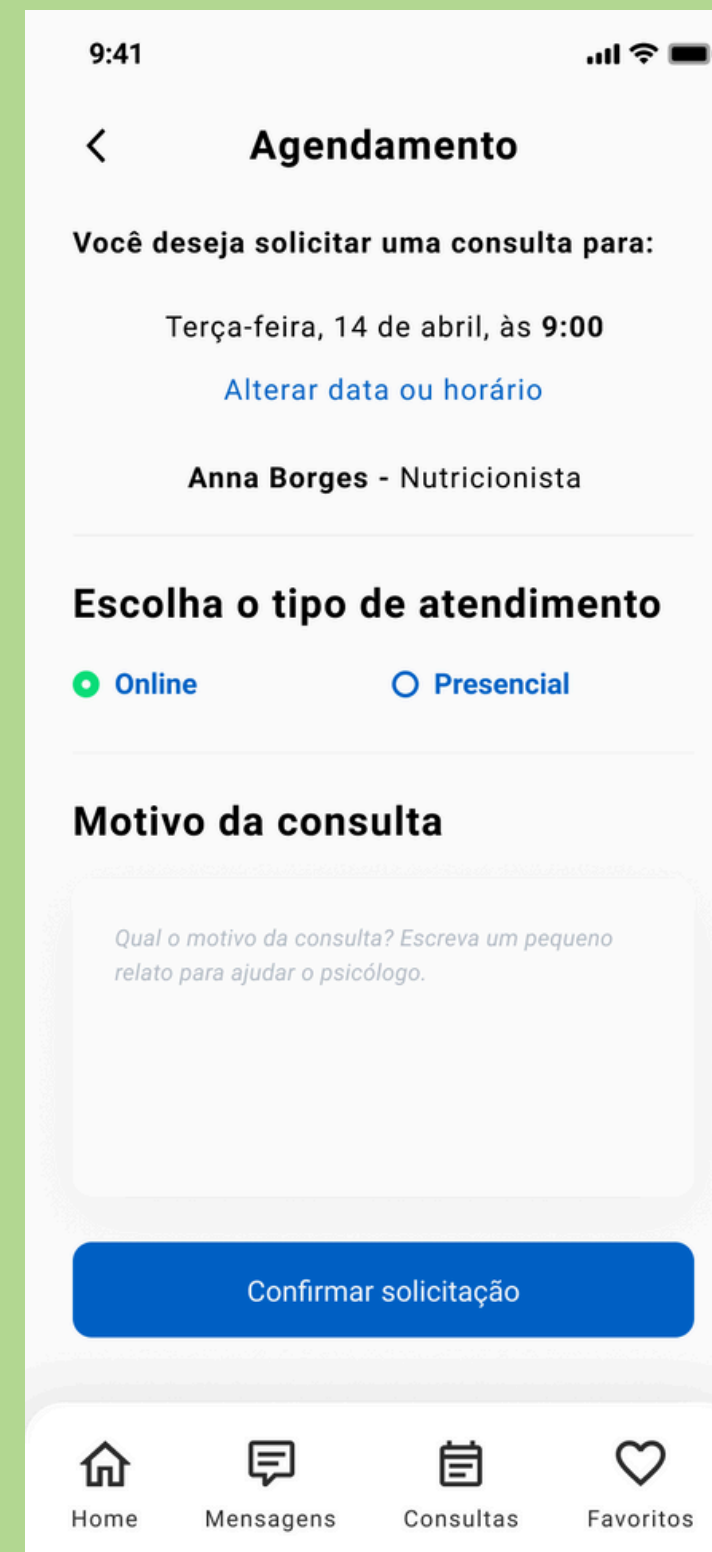 9:41
Agendamento
Você deseja solicitar uma consulta para:
Terça-feira, 14 de abril, às 9:00
Alterar data ou horário
Anna Borges - Nutricionista
Escolha o tipo de atendimento
Online
Presencial
Motivo da consulta
Qual o motivo da consulta? Escreva um pequeno
relato para ajudar o psicólogo.
Confirmar solicitação
Home
Mensagens
Consultas
Favoritos